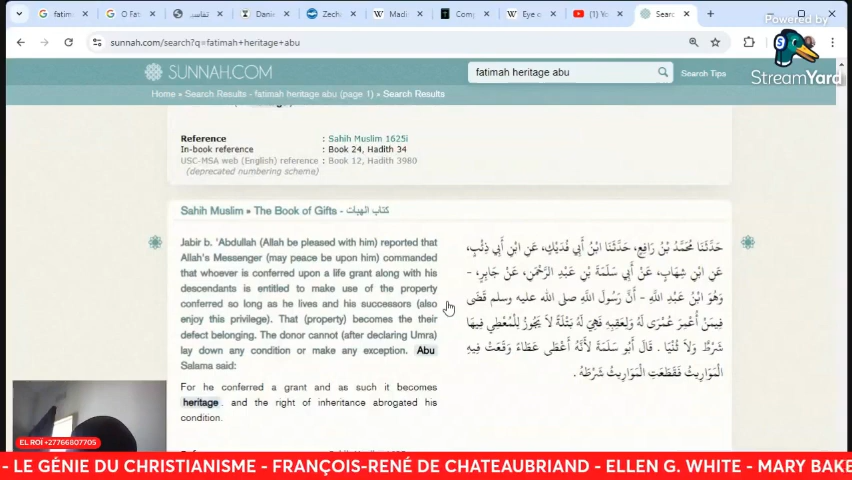 fatima
O Fat
تفاسير
Danie
Zecha
Madi
Comp
Eye o
(1) Yo
Searc
Powered by
sunnah.com/search?q=fatimah+heritage+abu
StreamYard
SUNNAH.COM
fatimah heritage abu
Search Tips
Home » Search Results - fatimah heritage abu (page 1) » Search Results
Reference : Sahih Muslim 1625i
In-book reference : Book 24, Hadith 34
USC-MSA web (English) reference : Book 12, Hadith 3980
(deprecated numbering scheme)
Sahih Muslim » The Book of Gifts - كتاب الهبات
Jabir b. 'Abdullah (Allah be pleased with him) reported that
Allah's Messenger (may peace be upon him) commanded
that whoever is conferred upon a life grant along with his
descendants is entitled to make use of the property
conferred so long as he lives and his successors (also
enjoy this privilege). That (property) becomes the their
defect belonging. The donor cannot (after declaring Umra)
lay down any condition or make any exception. Abu
Salama said:
For he conferred a grant and as such it becomes
heritage. and the right of inheritance abrogated his
condition.
حَدَّثَنَا مُحَمَّدُ بْنُ رَافِعٍ، حَدَّثَنَا ابْنُ أَبِي فُدَيْكٍ، عَنِ ابْنِ أَبِي ذِئْبٍ،
عَنِ ابْنِ شِهَابٍ، عَنْ أَبِي سَلَمَةَ بْنِ عَبْدِ الرَّحْمَنِ، عَنْ جَابِرٍ، -
وَهُوَ ابْنُ عَبْدِ اللَّهِ - أَنَّ رَسُولَ اللَّهِ صلى الله عليه وسلم قَضَى
فِيمَنْ أُعْمِرَ عُمْرَى لَهُ وَلِعَقِبِهِ فَهِيَ لَهُ بَتْلَةً لاَ يَجُوزُ لِلْمُعْطِي فِيهَا
شَرْطٌ وَلاَ ثُنْيَا . قَالَ أَبُو سَلَمَةَ لأَنَّهُ أَعْطَى عَطَاءً وَقَعَتْ فِيهِ
الْمَوَارِيثُ فَقَطَعَتِ الْمَوَارِيثُ شَرْطَهُ .
EL ROÍ +27766807705
- LE GÉNIE DU CHRISTIANISME - FRANÇOIS-RENÉ DE CHATEAUBRIAND - ELLEN G. WHITE - MARY BAKE